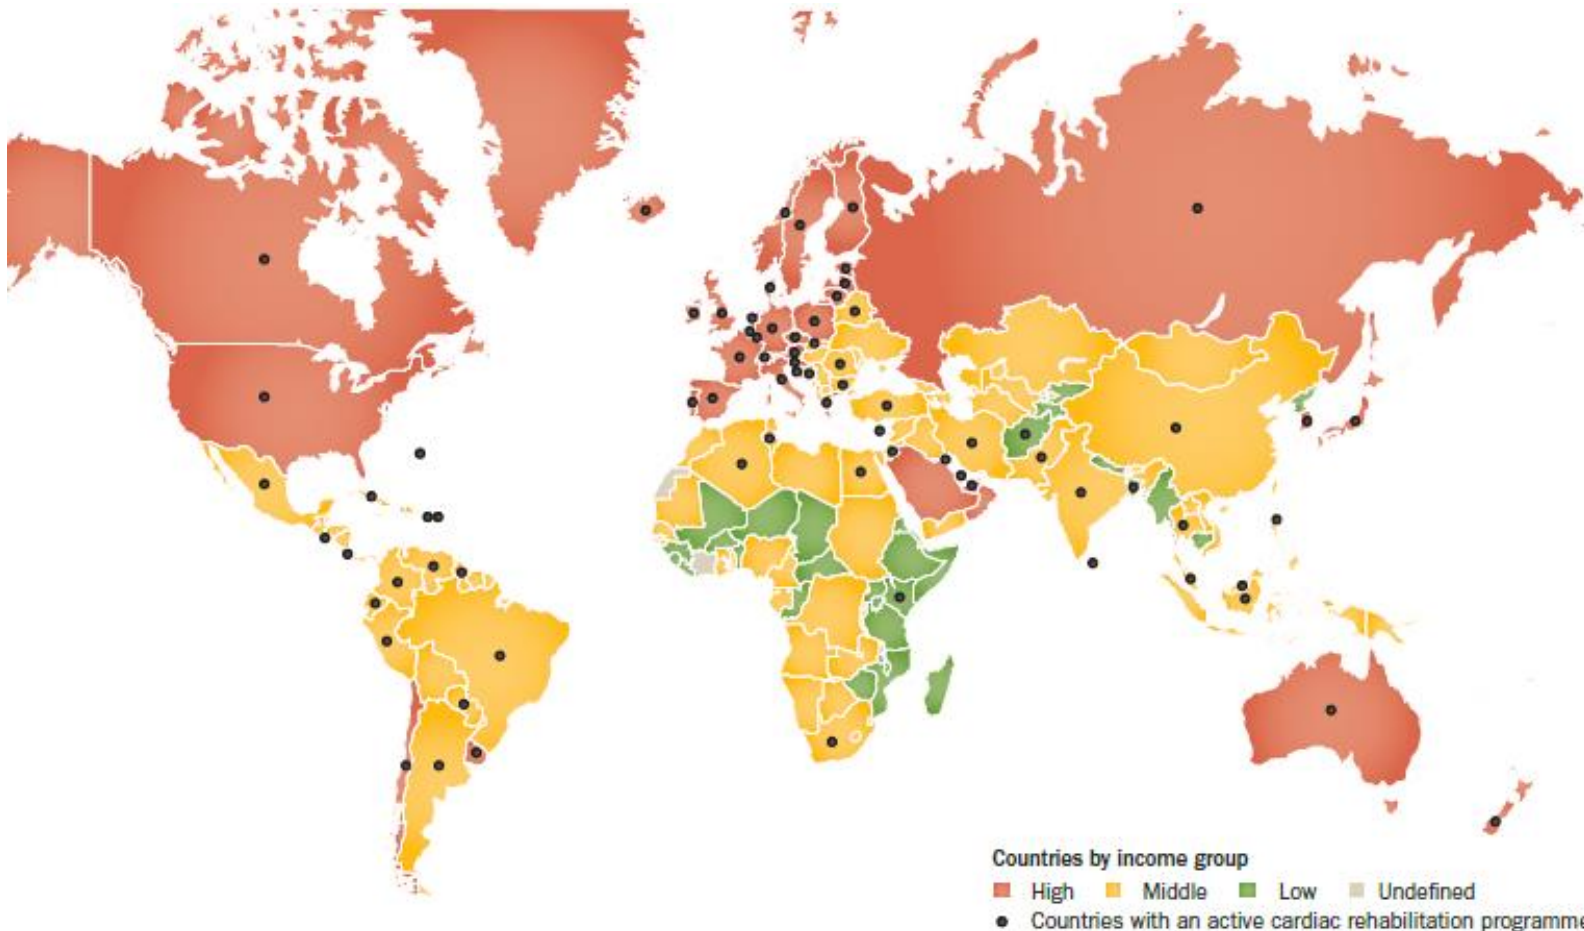 Countries by income group
High Middle Low Undefined
Countries with an active cardiac rehabilitation programme